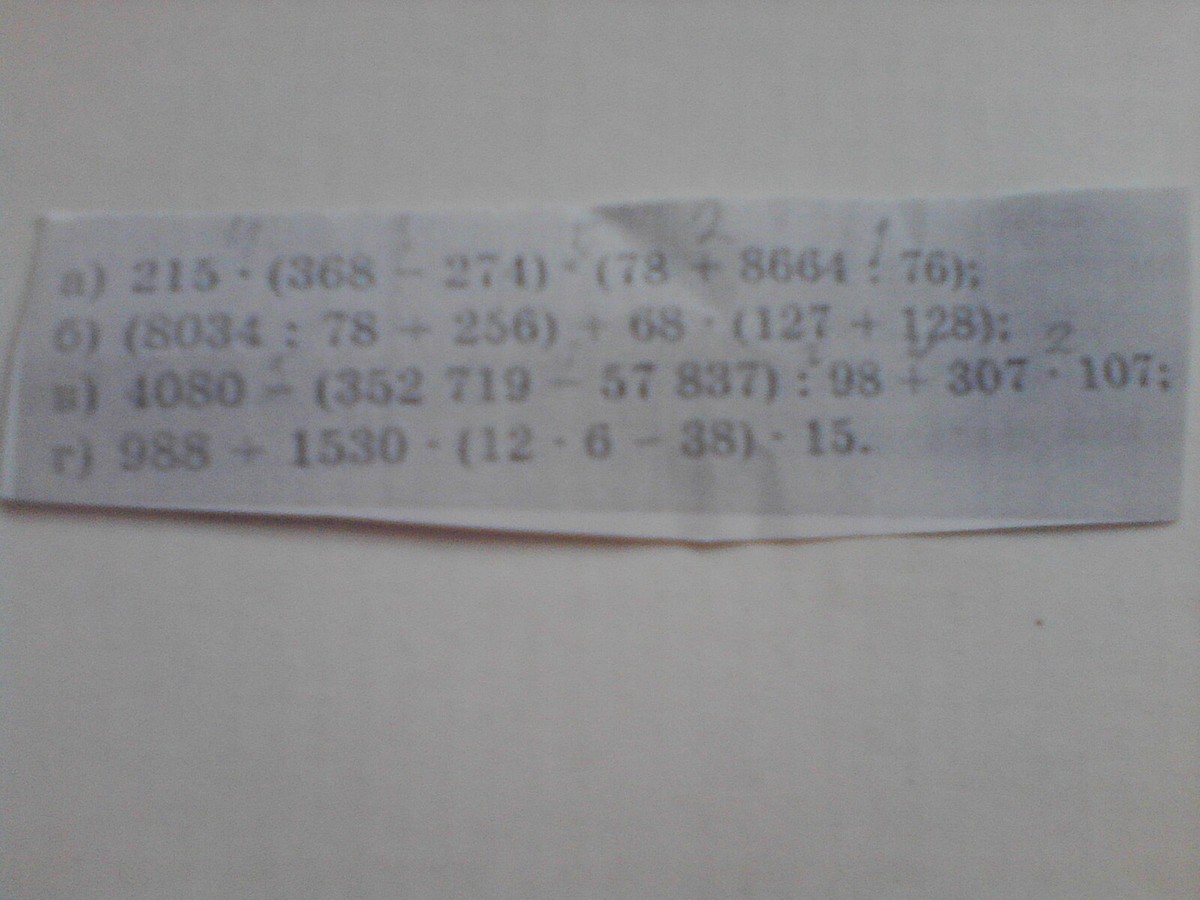 а) 215 · (368 − 274) · (78 + 8664 : 76);
б) (8034 : 78 + 256) + 68 · (127 + 128);
в) 4080 − (352 719 − 57 837) : 98 + 307 · 107;
г) 988 + 1530 · (12 · 6 − 38) · 15.